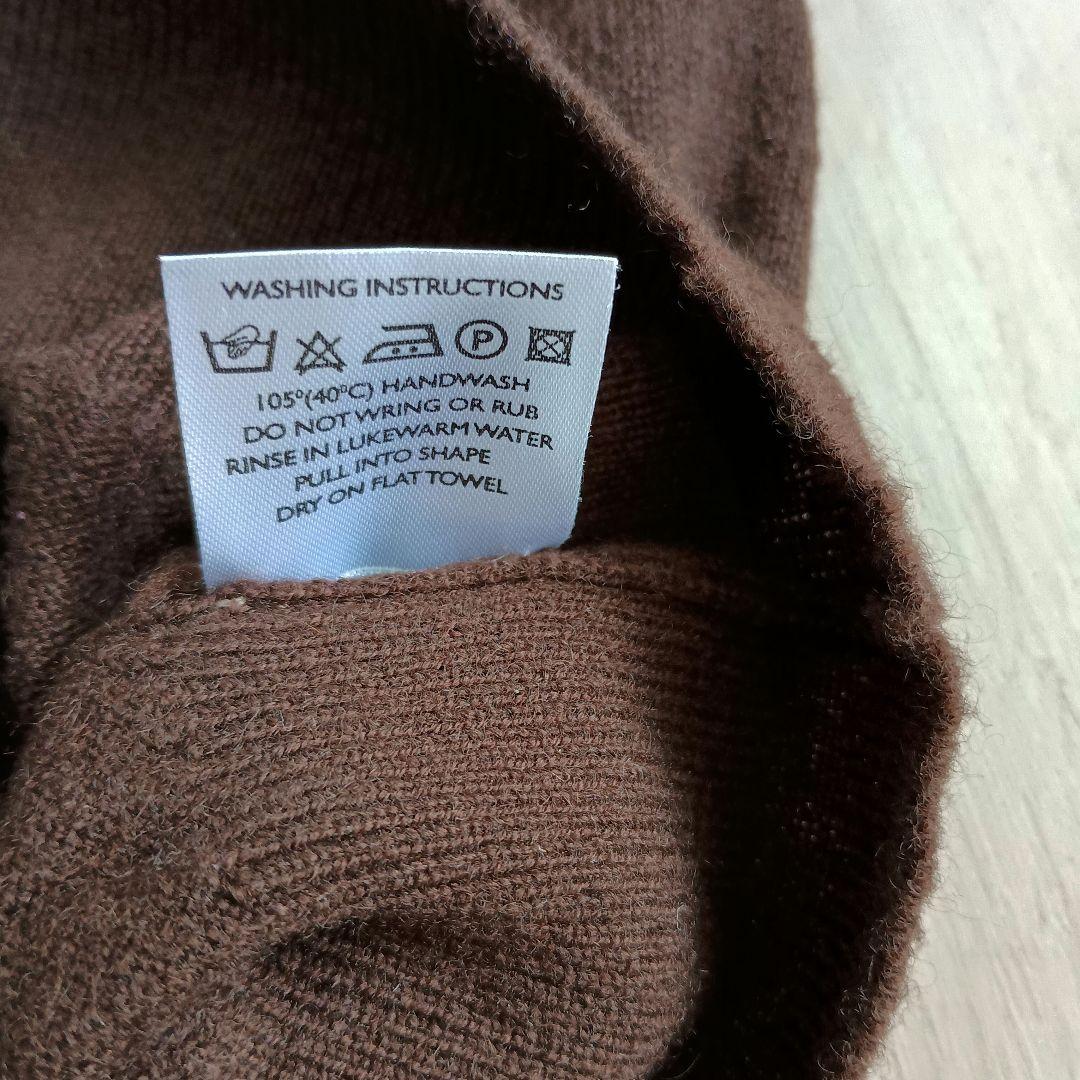 WASHING INSTRUCTIONS
P
105°(40°C) HANDWASH
DO NOT WRING OR RUB
RINSE IN LUKEWARM WATER
PULL INTO SHAPE
DRY ON FLAT TOWEL